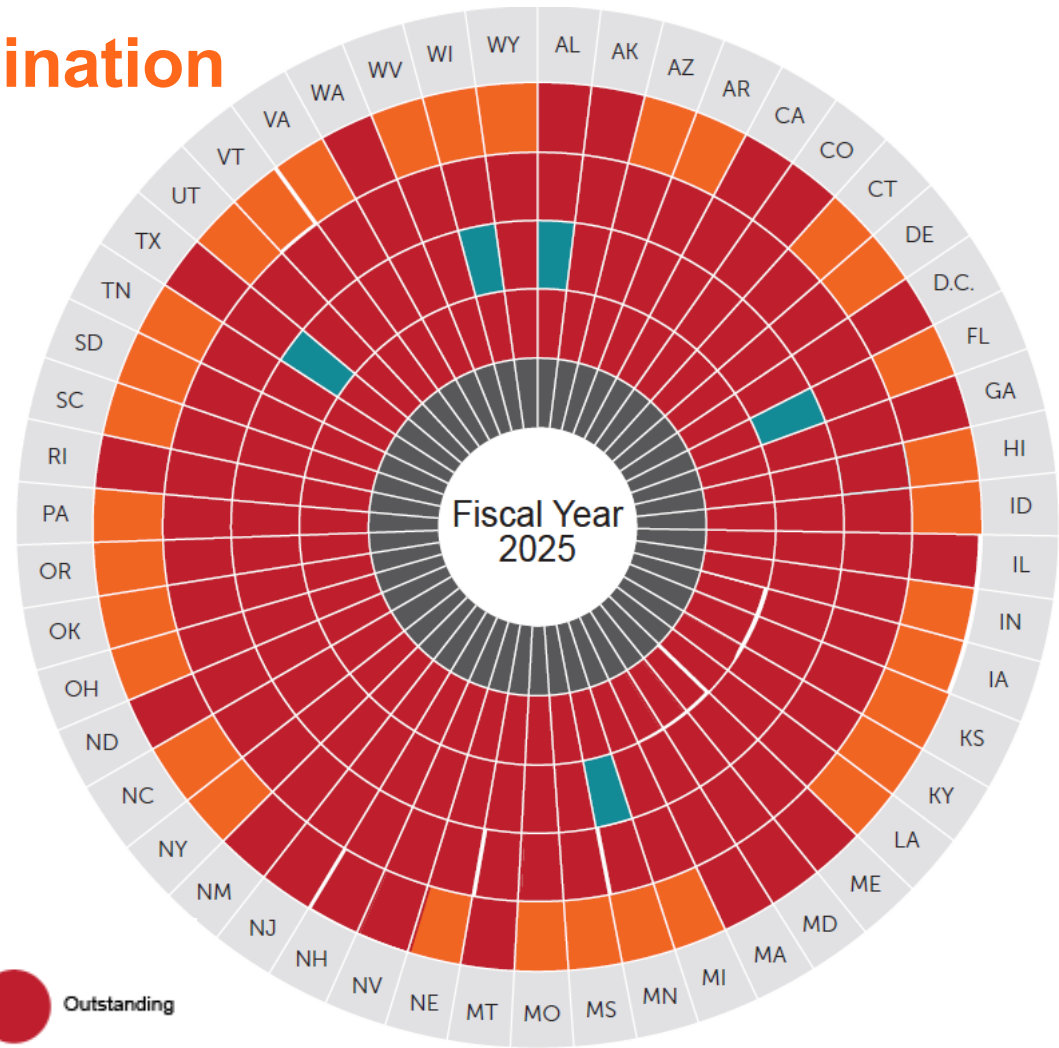 ination
AL
AK
AZ
AR
CA
CO
CT
DE
D.C.
FL
GA
HI
ID
IL
IN
IA
KS
KY
LA
ME
MD
MA
MI
MN
MS
MO
MT
NE
NV
NH
NJ
NM
NY
NC
ND
OH
OK
OR
PA
RI
SC
SD
TN
TX
UT
VT
VA
WA
WV
WI
WY
Fiscal Year
2025
Outstanding